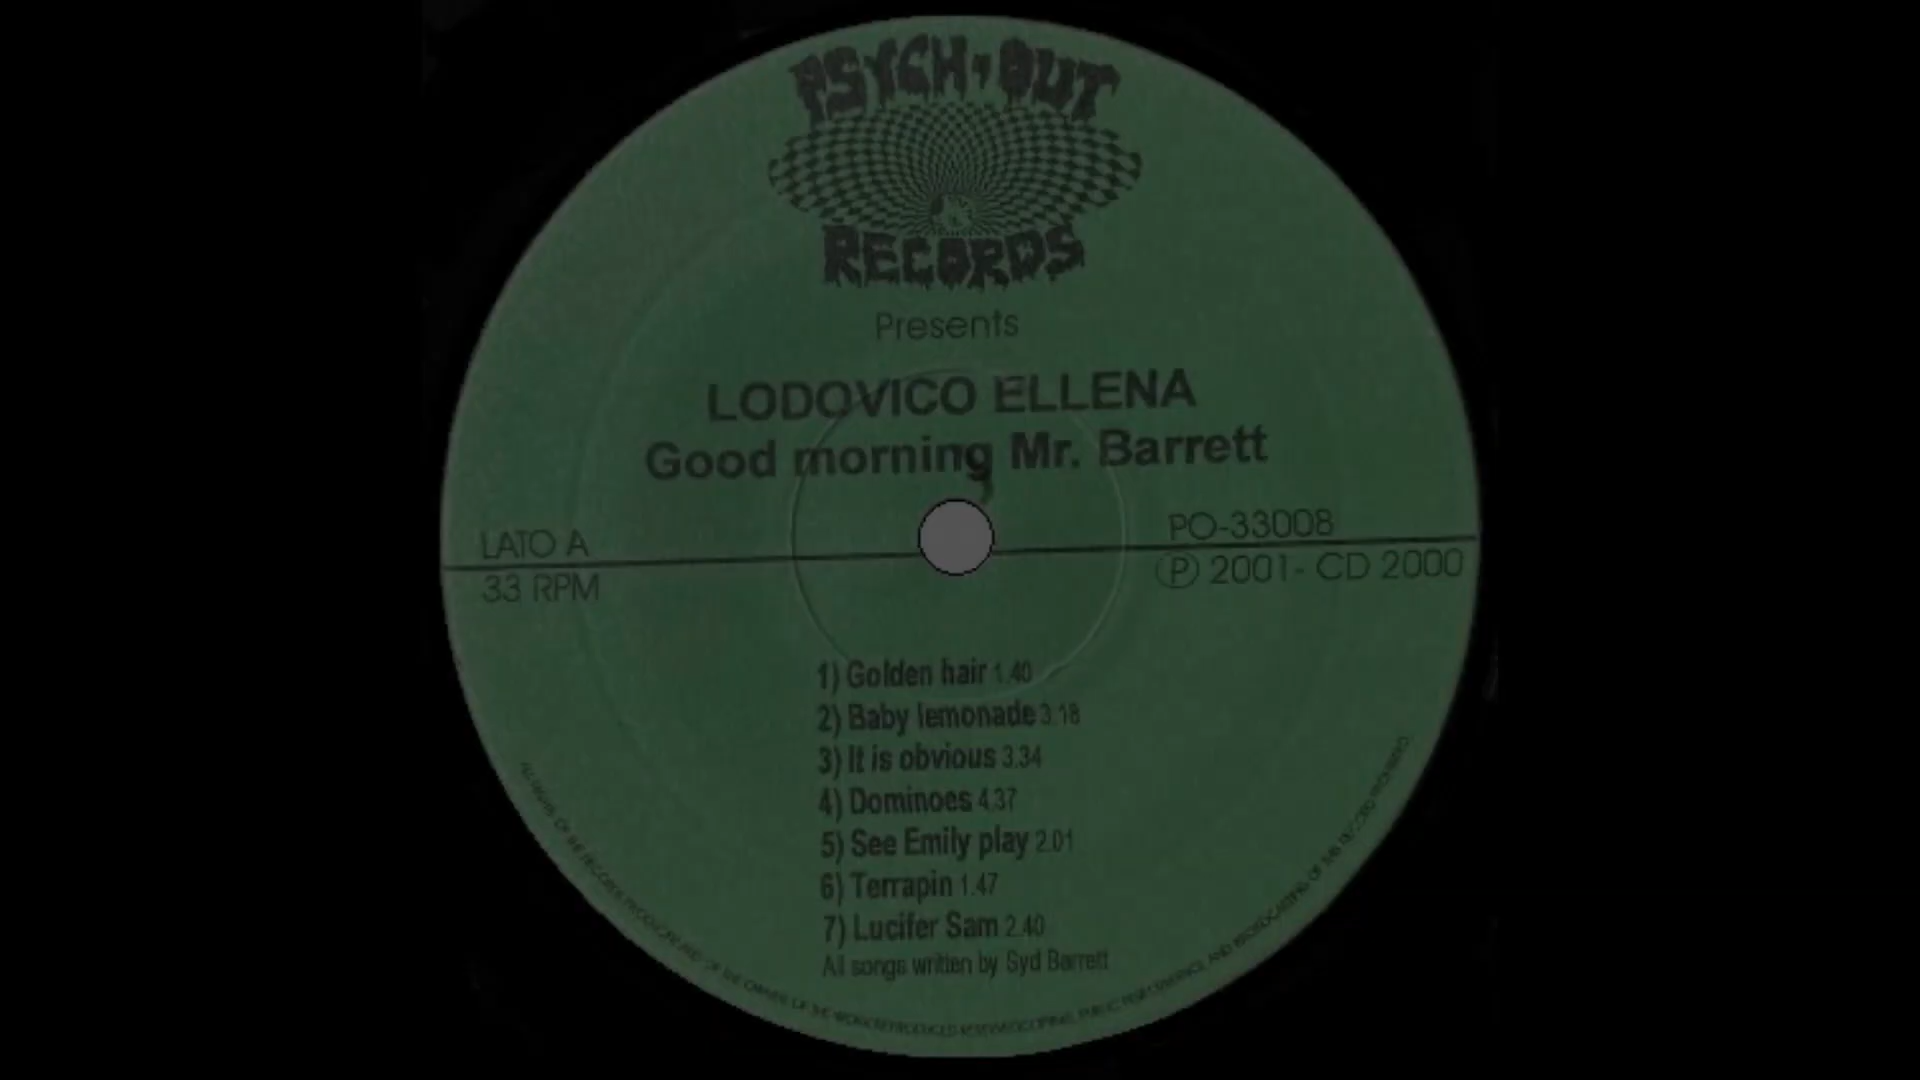 PSYCH-OUT
RECORDS
Presents
LODOVICO ELLENA
Good morning Mr. Barrett
LATO A
33 RPM
PO-33008
Ⓟ 2001- CD 2000
1) Golden hair 1.40
2) Baby lemonade 3.18
3) It is obvious 3.34
4) Dominoes 4.37
5) See Emily play 2.01
6) Terrapin 1.47
7) Lucifer Sam 2.40
All songs written by Syd Barrett